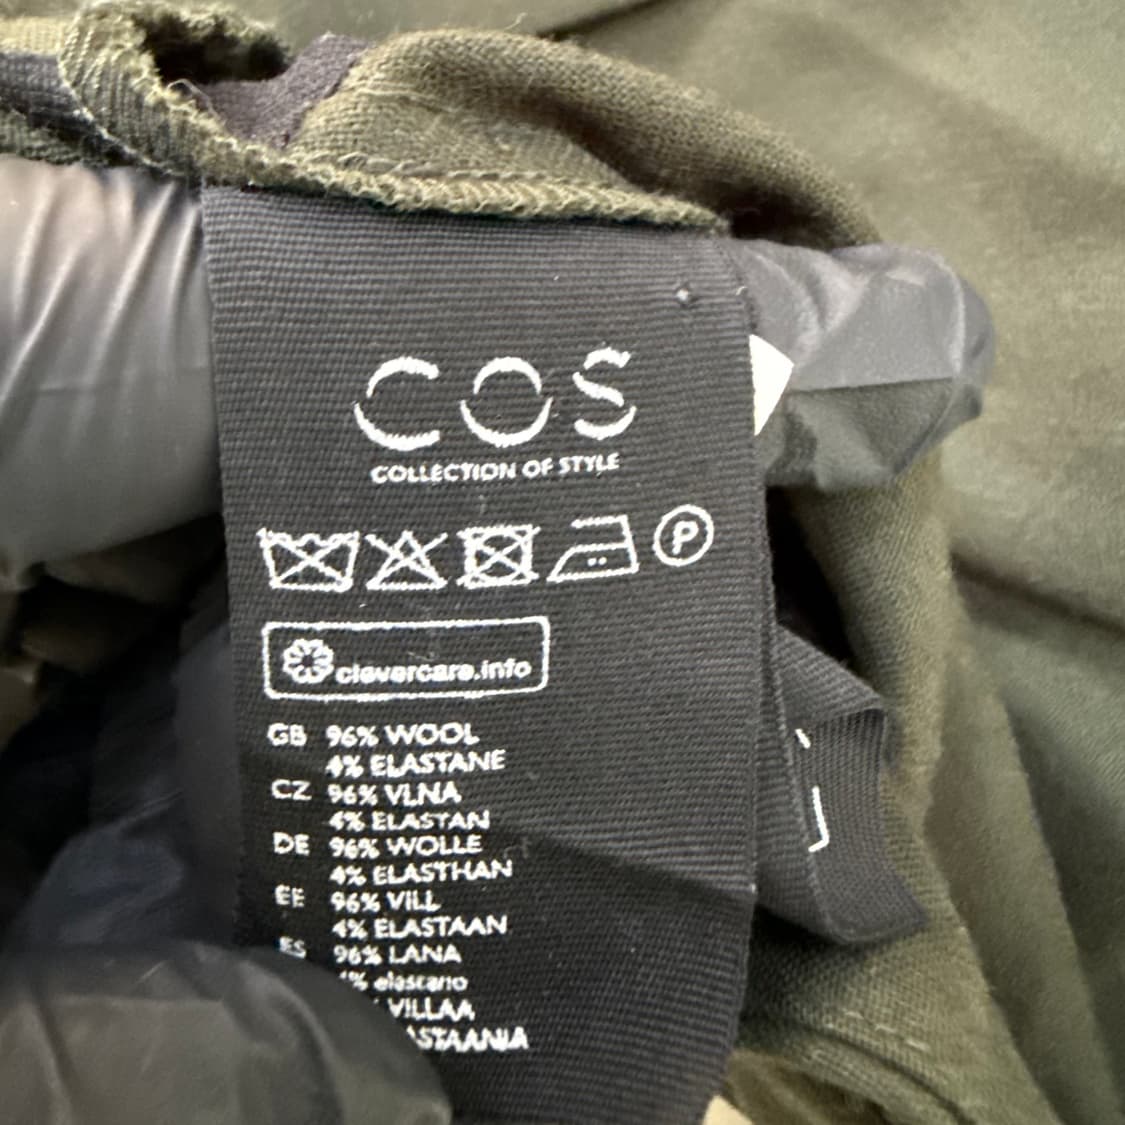 COS
COLLECTION OF STYLE
P
clevercare.info
GB 96% WOOL
4% ELASTANE
CZ 96% VLNA
4% ELASTAN
DE 96% WOLLE
4% ELASTHAN
EE 96% VILL
4% ELASTAAN
ES 96% LANA
% elastano
VILLAA